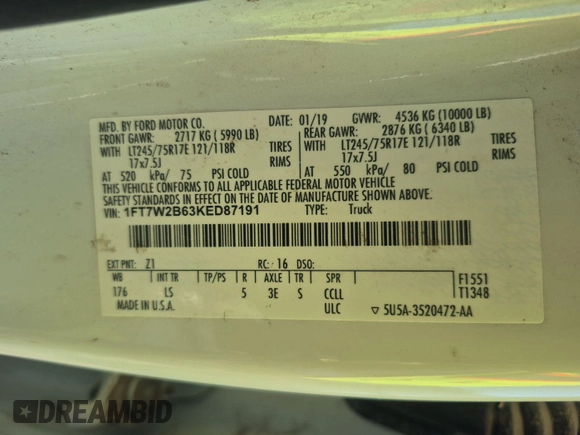 MFD. BY FORD MOTOR CO. DATE: 01/19 GVWR: 4536 KG (10000 LB)
FRONT GAWR: 2717 KG ( 5990 LB) REAR GAWR: 2876 KG ( 6340 LB)
WITH LT245/75R17E 121/118R TIRES WITH LT245/75R17E 121/118R TIRES
17x7.5J RIMS 17x7.5J RIMS
AT 520 kPa/ 75 PSI COLD AT 550 kPa/ 80 PSI COLD
THIS VEHICLE CONFORMS TO ALL APPLICABLE FEDERAL MOTOR VEHICLE
SAFETY STANDARDS IN EFFECT ON THE DATE OF MANUFACTURE SHOWN ABOVE.
VIN: 1FT7W2B63KED87191 TYPE: Truck
EXT PNT: Z1 RC: 16 DSO:
WB INT TR TP/PS R AXLE TR SPR F1551
176 LS 5 3E S CCLL T1348
MADE IN U.S.A. ULC ▽ 5U5A-3520472-AA
DREAMBID